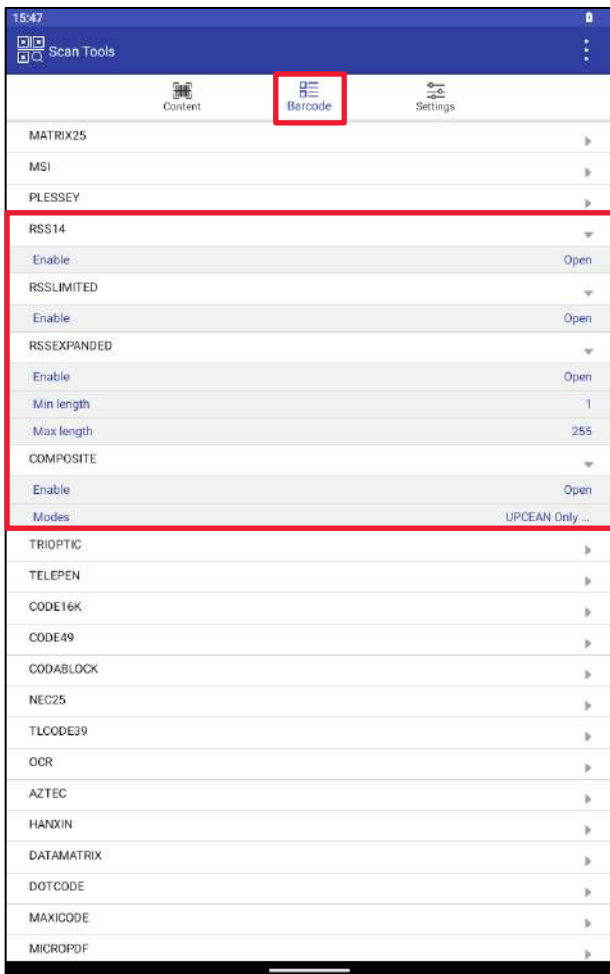 15:47
Scan Tools
Content Barcode Settings
MATRIX25
MSI
PLESSEY
RSS14
Enable Open
RSSLIMITED
Enable Open
RSSEXPANDED
Enable Open
Min length 1
Max length 255
COMPOSITE
Enable Open
Modes UPCEAN Only ...
TRIOPTIC
TELEPEN
CODE16K
CODE49
CODABLOCK
NEC25
TLCODE39
OCR
AZTEC
HANXIN
DATAMATRIX
DOTCODE
MAXICODE
MICROPDF